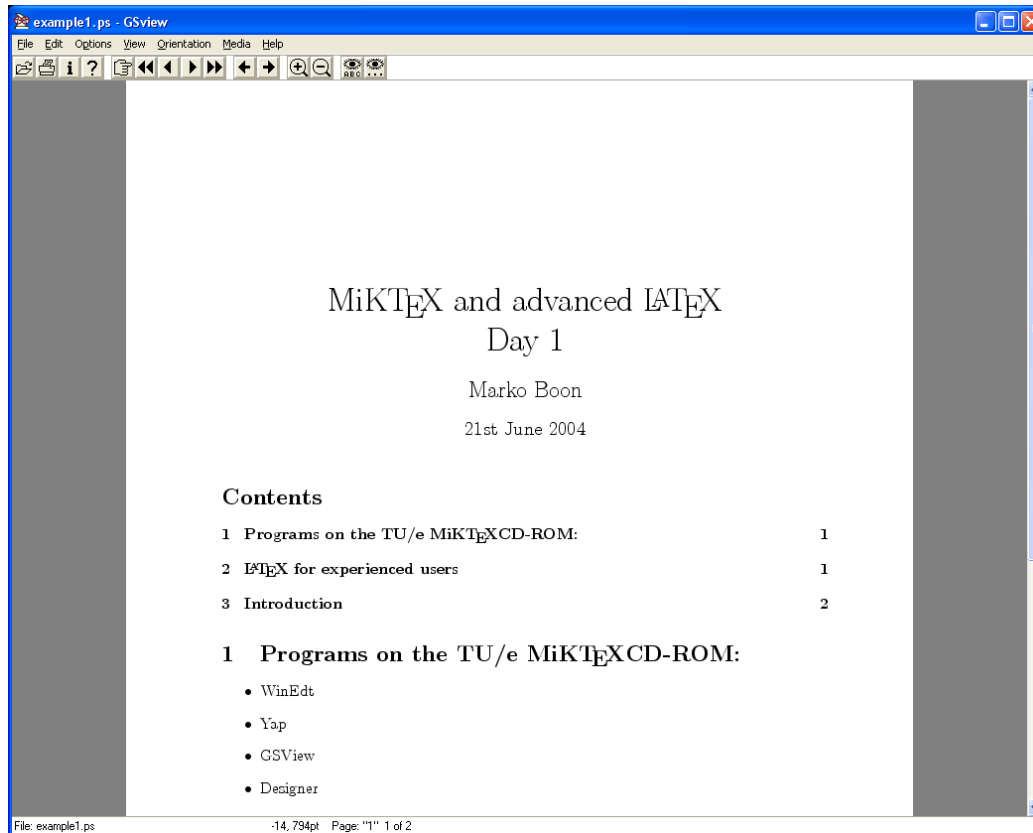 example1.ps - GSview
File Edit Options View Orientation Media Help
MiKTEX and advanced LATEX
Day 1
Marko Boon
21st June 2004
Contents
1 Programs on the TU/e MiKTEXCD-ROM: 1
2 LATEX for experienced users 1
3 Introduction 2
1 Programs on the TU/e MiKTEXCD-ROM:
• WinEdt
• Yap
• GSView
• Designer
File: example1.ps -14, 794pt Page: "1" 1 of 2